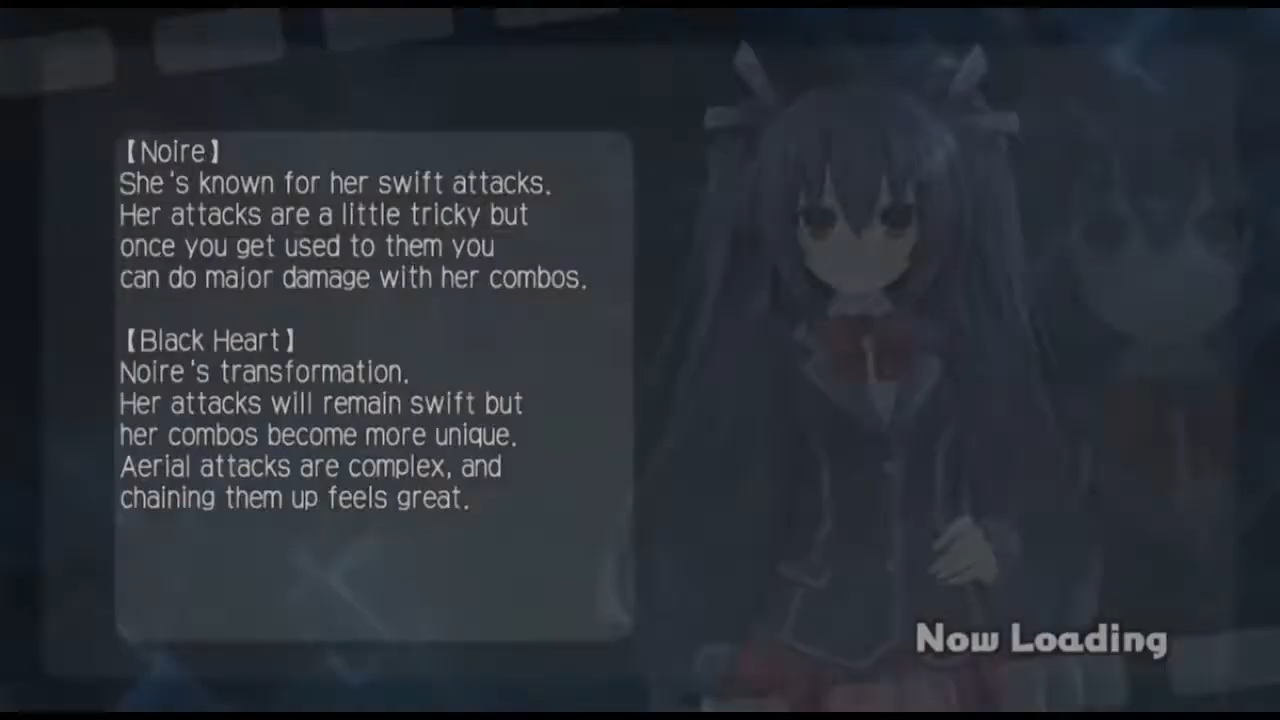 【Noire】
She's known for her swift attacks.
Her attacks are a little tricky but
once you get used to them you
can do major damage with her combos.
【Black Heart】
Noire's transformation.
Her attacks will remain swift but
her combos become more unique.
Aerial attacks are complex, and
chaining them up feels great.
Now Loading